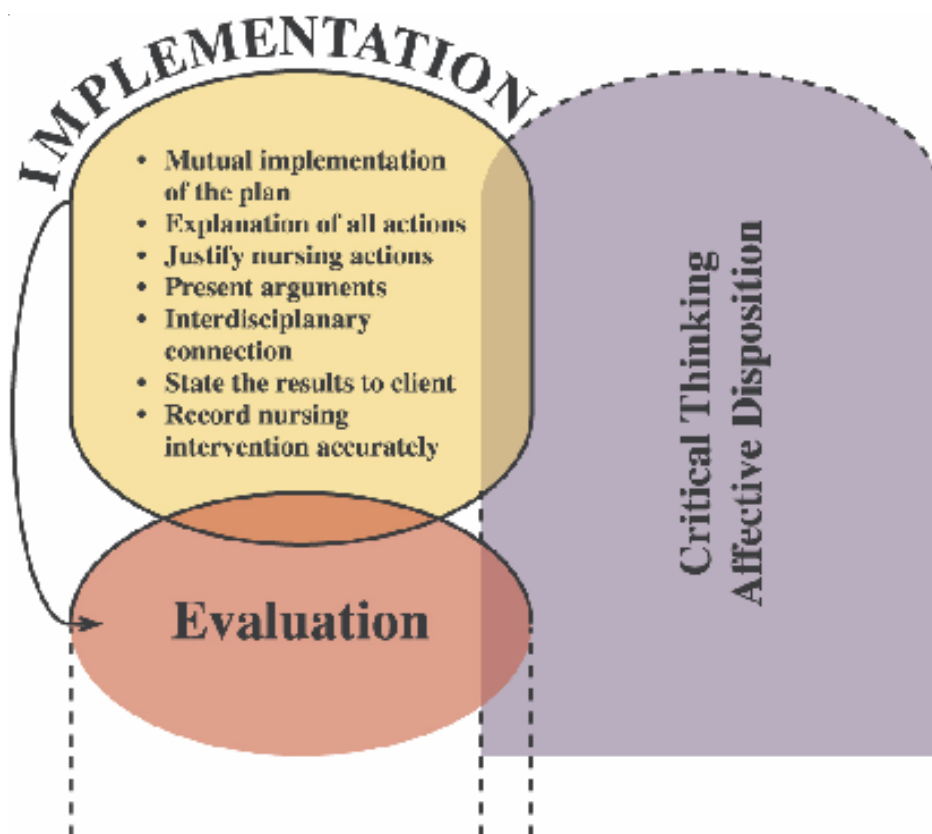 IMPLEMENTATION
• Mutual implementation
of the plan
• Explanation of all actions
• Justify nursing actions
• Present arguments
• Interdisciplanary
connection
• State the results to client
• Record nursing
intervention accurately
Evaluation
Critical Thinking
Affective Disposition